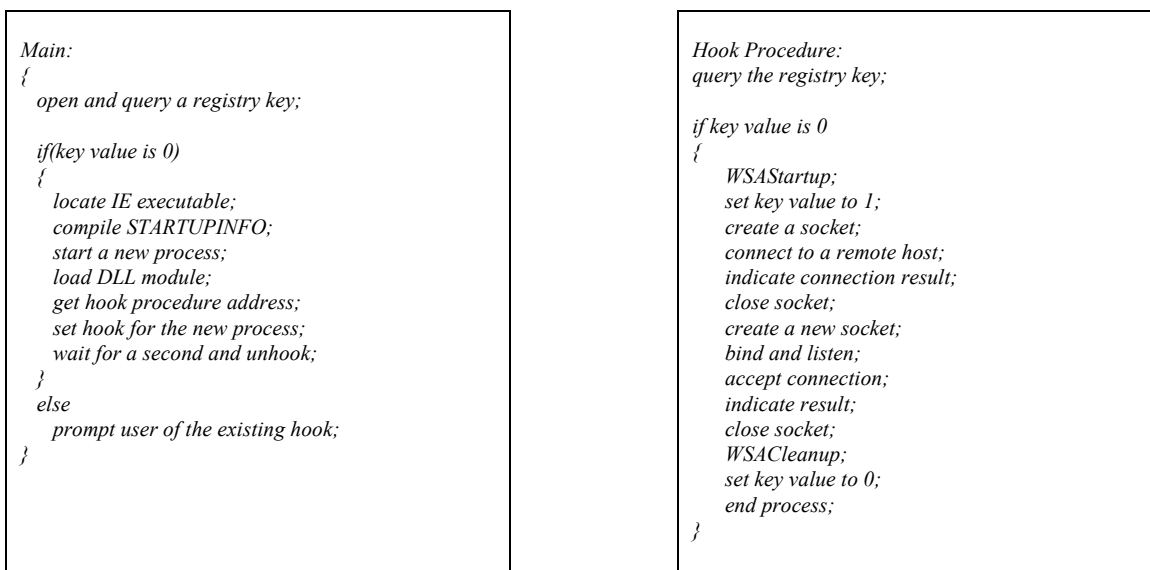 Main:
{
open and query a registry key;
if(key value is 0)
{
locate IE executable;
compile STARTUPINFO;
start a new process;
load DLL module;
get hook procedure address;
set hook for the new process;
wait for a second and unhook;
}
else
prompt user of the existing hook;
}
Hook Procedure:
query the registry key;
if key value is 0
{
WSAStartup;
set key value to 1;
create a socket;
connect to a remote host;
indicate connection result;
close socket;
create a new socket;
bind and listen;
accept connection;
indicate result;
close socket;
WSACleanup;
set key value to 0;
end process;
}